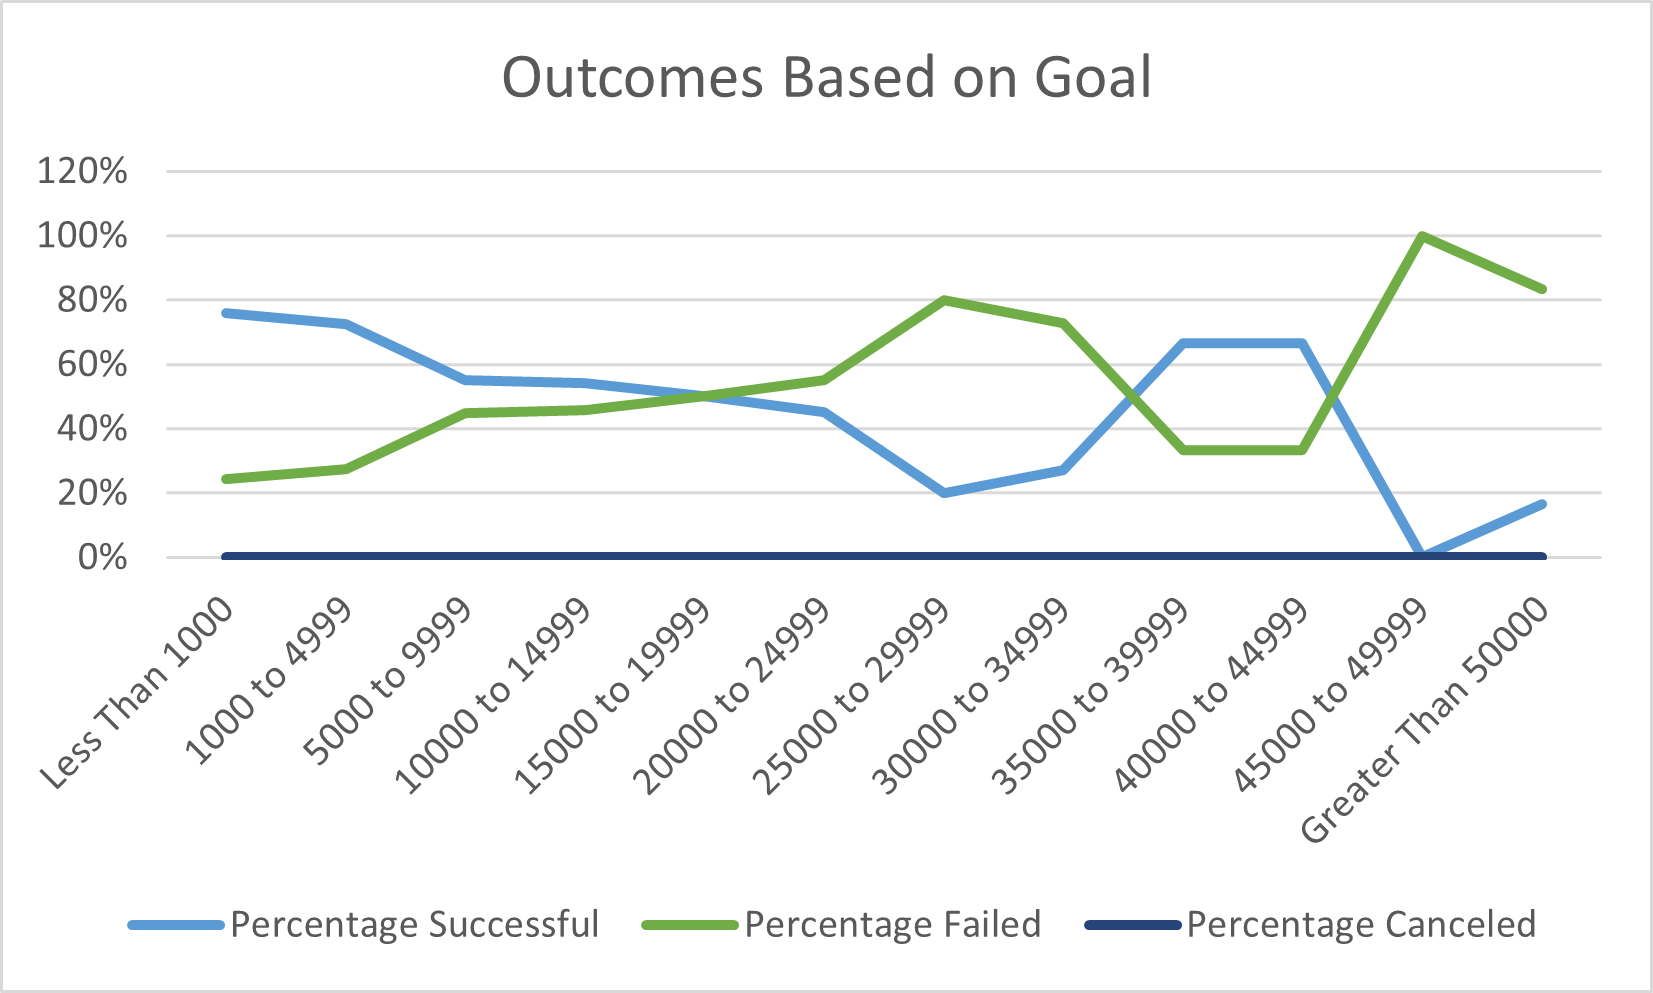 Outcomes Based on Goal
120%
100%
80%
60%
40%
20%
0%
Less Than 1000
1000 to 4999
5000 to 9999
10000 to 14999
15000 to 19999
20000 to 24999
25000 to 29999
30000 to 34999
35000 to 39999
40000 to 44999
45000 to 49999
Greater Than 50000
Percentage Successful
Percentage Failed
Percentage Canceled